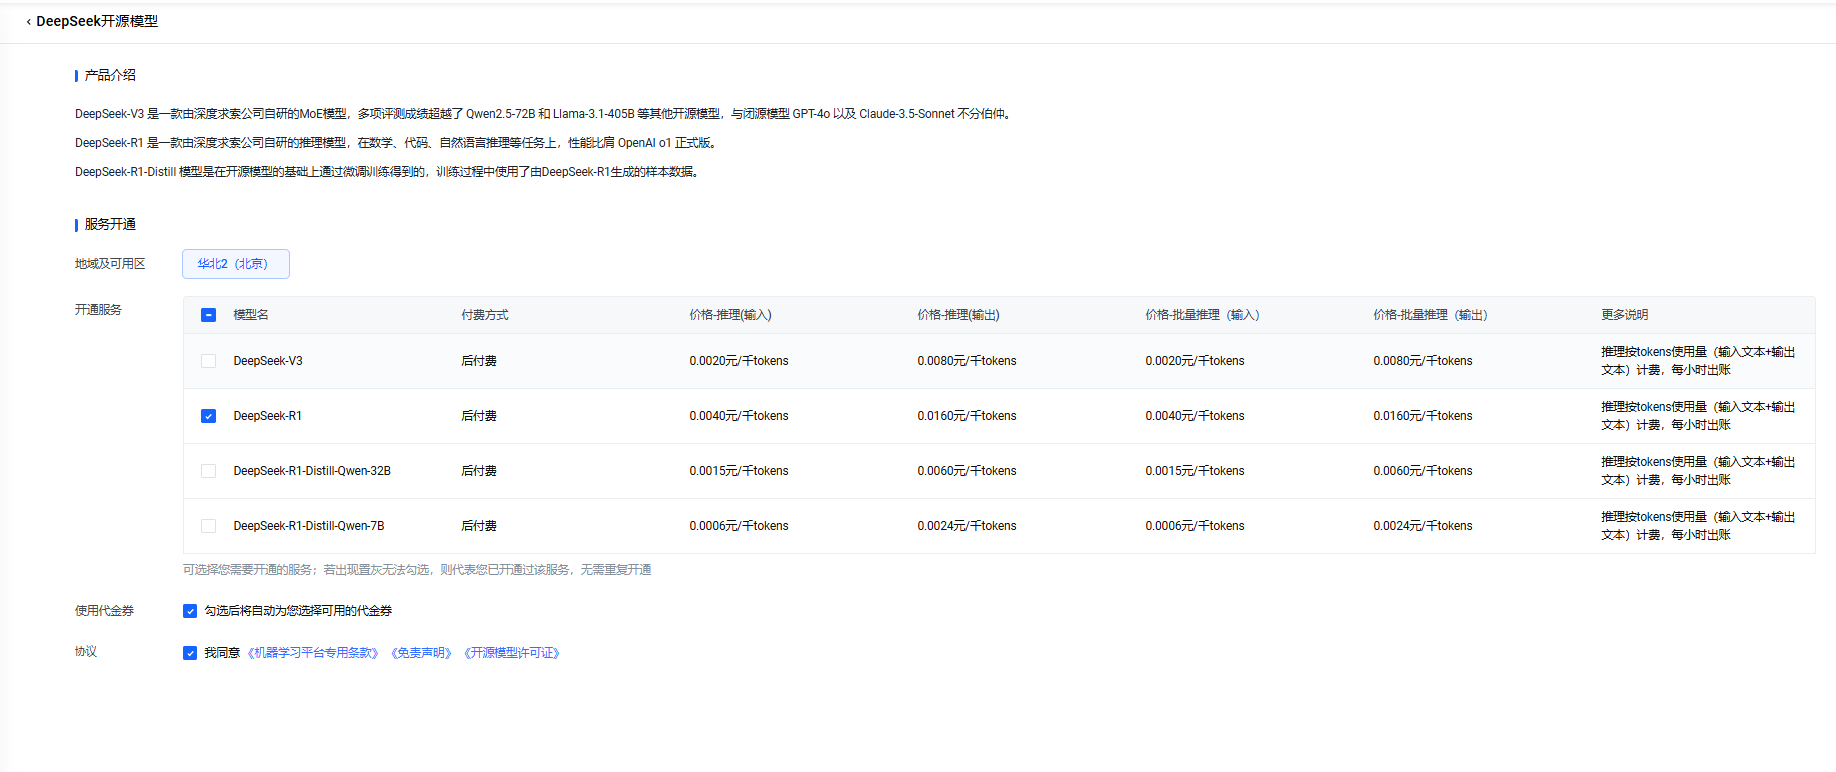 DeepSeek开源模型
产品介绍
DeepSeek-V3 是一款由深度求索公司自研的MoE模型，多项评测成绩超越了 Qwen2.5-72B 和 Llama-3.1-405B 等其他开源模型，与闭源模型 GPT-4o 以及 Claude-3.5-Sonnet 不分伯仲。
DeepSeek-R1 是一款由深度求索公司自研的推理模型，在数学、代码、自然语言推理等任务上，性能比肩 OpenAI o1 正式版。
DeepSeek-R1-Distill 模型是在开源模型的基础上通过微调训练得到的，训练过程中使用了由DeepSeek-R1生成的样本数据。
服务开通
地域及可用区 华北2（北京）
开通服务 模型名 付费方式 价格-推理(输入) 价格-推理(输出) 价格-批量推理（输入） 价格-批量推理（输出） 更多说明
DeepSeek-V3 后付费 0.0020元/千tokens 0.0080元/千tokens 0.0020元/千tokens 0.0080元/千tokens 推理按tokens使用量（输入文本+输出
文本）计费，每小时出账
DeepSeek-R1 后付费 0.0040元/千tokens 0.0160元/千tokens 0.0040元/千tokens 0.0160元/千tokens 推理按tokens使用量（输入文本+输出
文本）计费，每小时出账
DeepSeek-R1-Distill-Qwen-32B 后付费 0.0015元/千tokens 0.0060元/千tokens 0.0015元/千tokens 0.0060元/千tokens 推理按tokens使用量（输入文本+输出
文本）计费，每小时出账
DeepSeek-R1-Distill-Qwen-7B 后付费 0.0006元/千tokens 0.0024元/千tokens 0.0006元/千tokens 0.0024元/千tokens 推理按tokens使用量（输入文本+输出
文本）计费，每小时出账
可选择您需要开通的服务；若出现置灰无法勾选，则代表您已开通过该服务，无需重复开通
使用代金券 勾选后将自动为您选择可用的代金券
协议 我同意 《机器学习平台专用条款》 《免责声明》 《开源模型许可证》